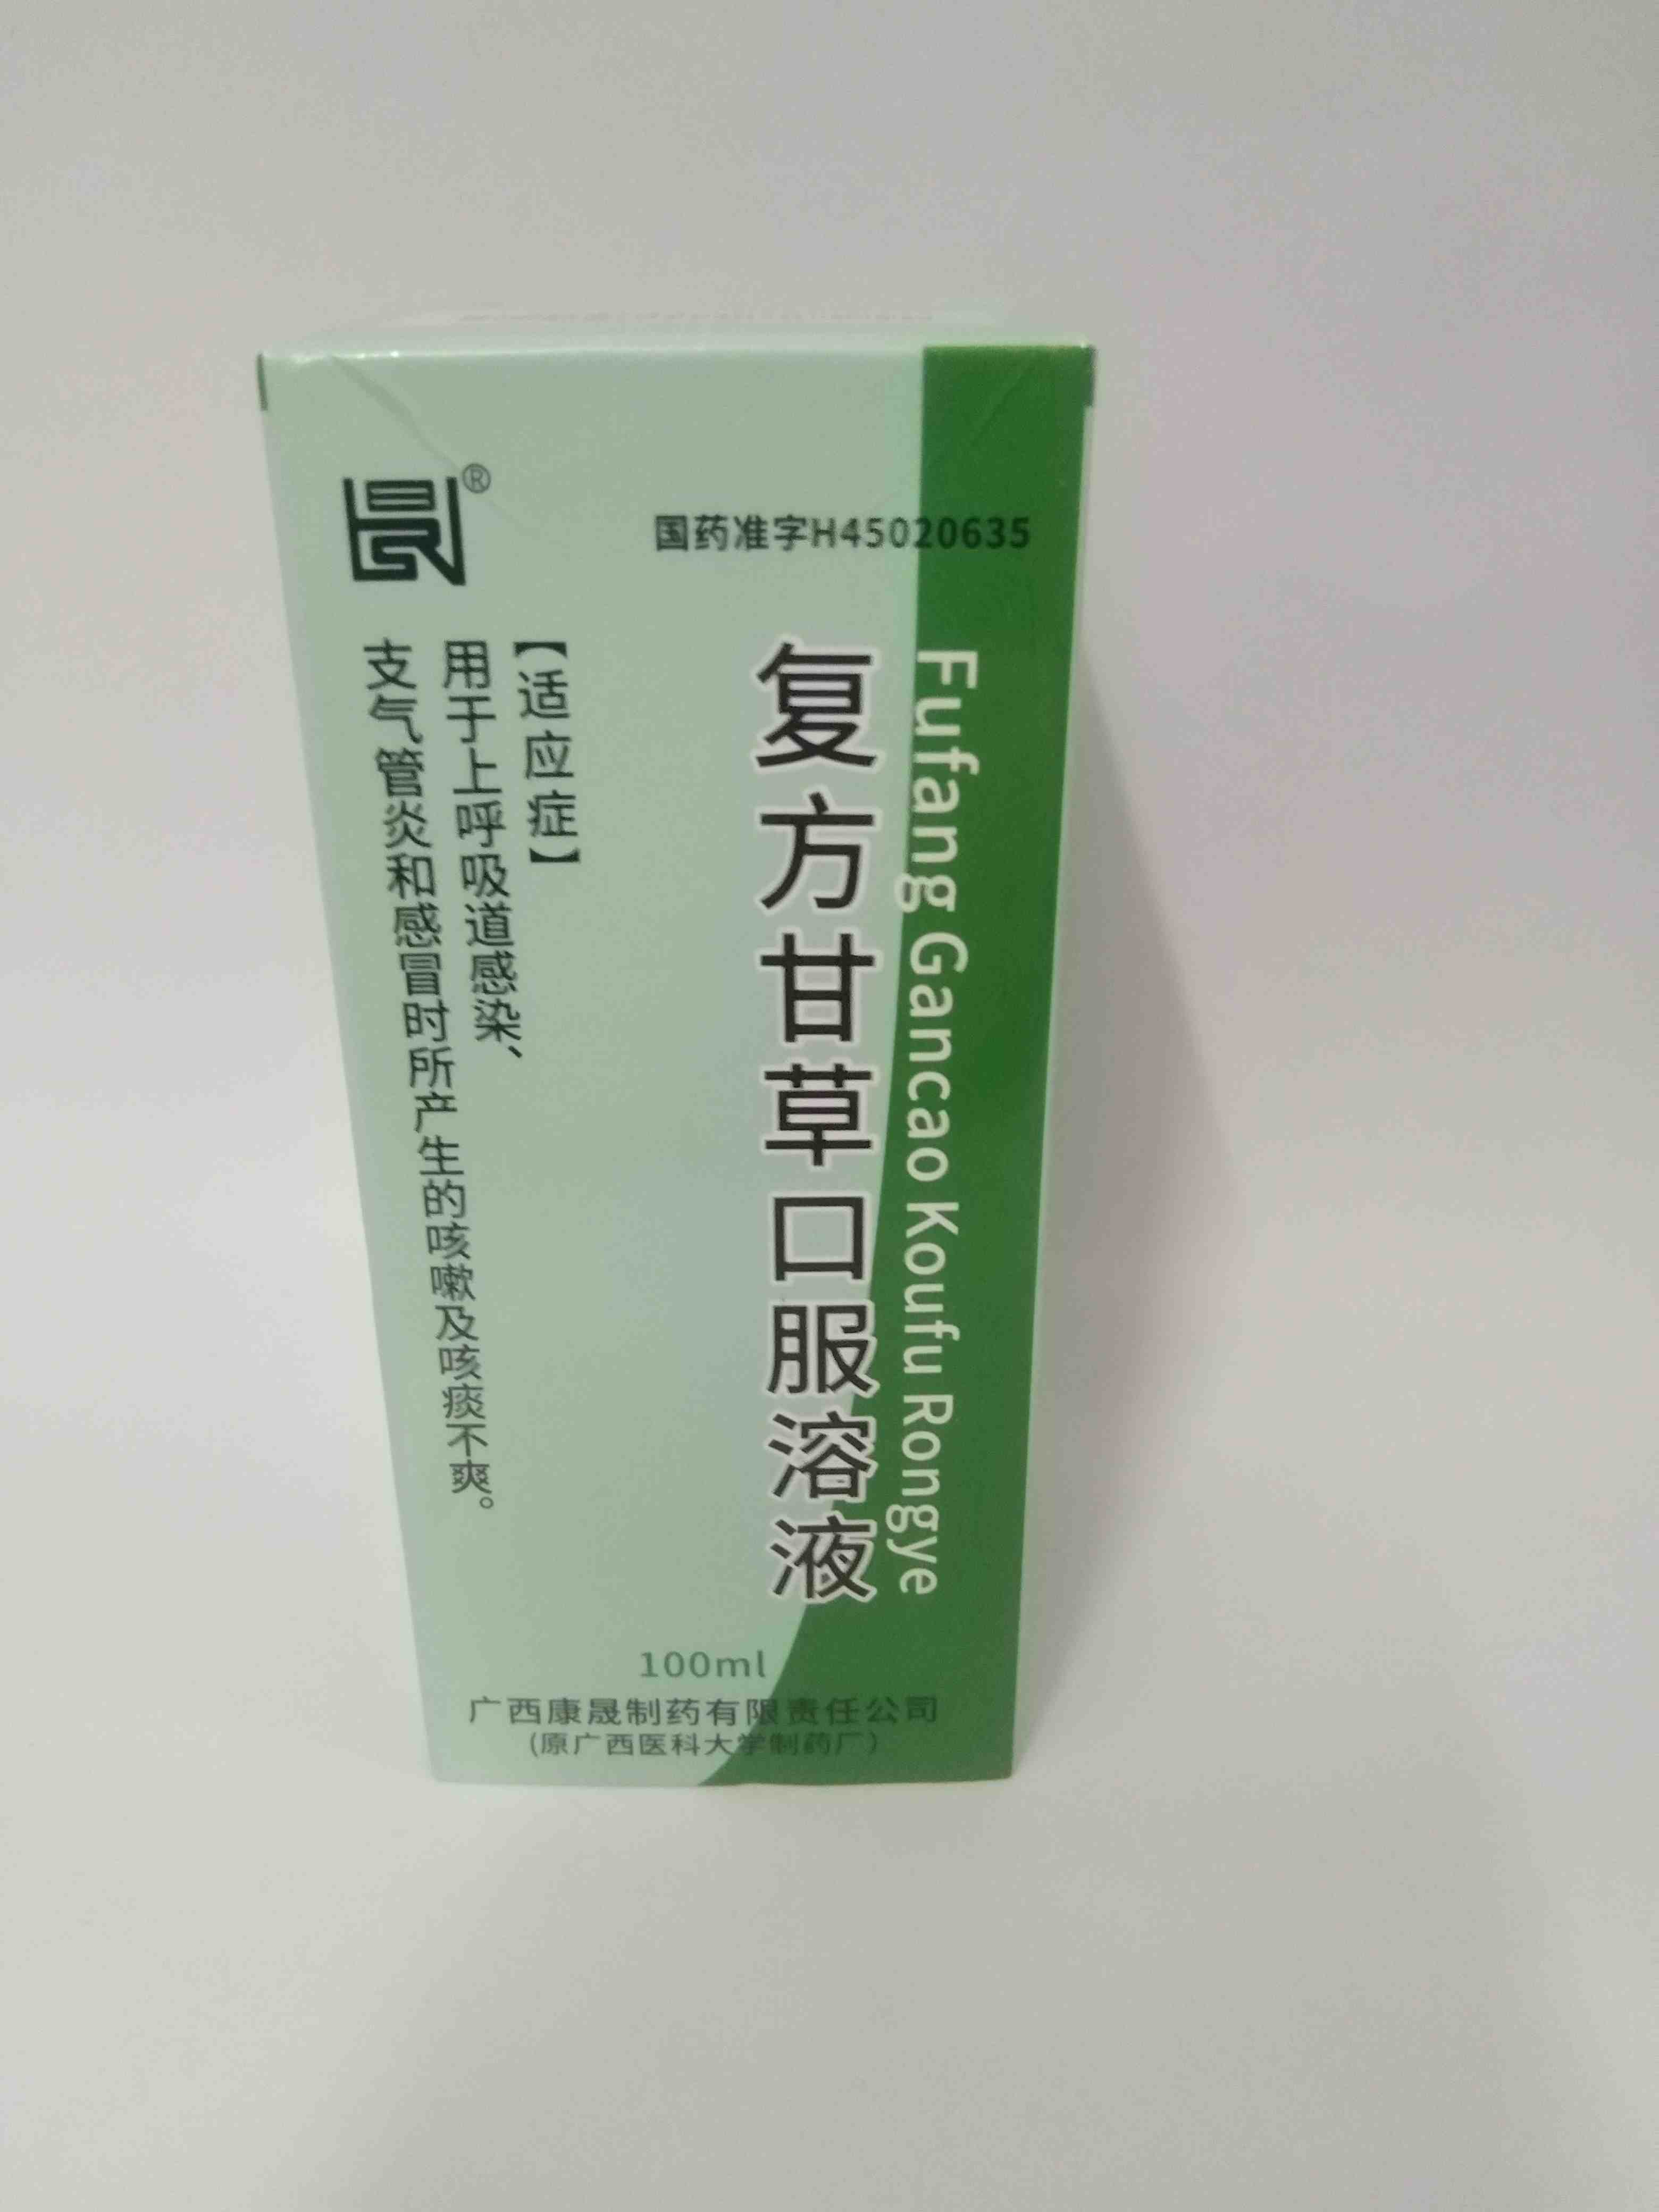 ®
国药准字H45020635
复方甘草口服溶液
Fufang Gancao Koufu Rongye
【适应症】
用于上呼吸道感染、
支气管炎和感冒时所产生的咳嗽及咳痰不爽。
100ml
广西康晟制药有限责任公司
(原广西医科大学制药厂)